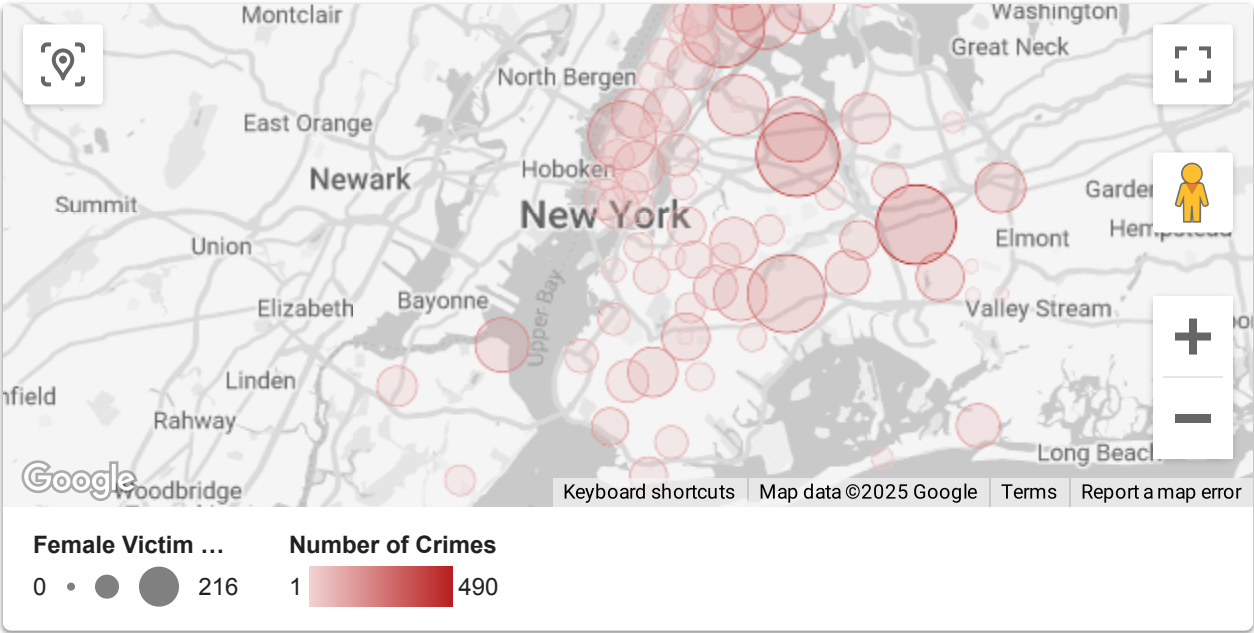 Montclair
Washington
Great Neck
North Bergen
East Orange
Hoboken
Newark
Garden
Summit
New York
Hempstead
Elmont
Union
Upper Bay
Bayonne
Elizabeth
Valley Stream
Linden
nfield
Rahway
Long Beach
Google
Woodbridge
Keyboard shortcuts
Map data ©2025 Google
Terms
Report a map error
Female Victim …
Number of Crimes
0
216
1
490